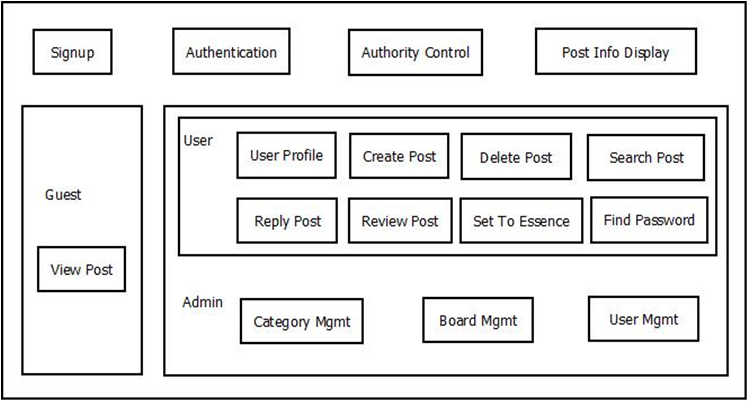 Signup
Authentication
Authority Control
Post Info Display
Guest
View Post
User
User Profile
Create Post
Delete Post
Search Post
Reply Post
Review Post
Set To Essence
Find Password
Admin
Category Mgmt
Board Mgmt
User Mgmt